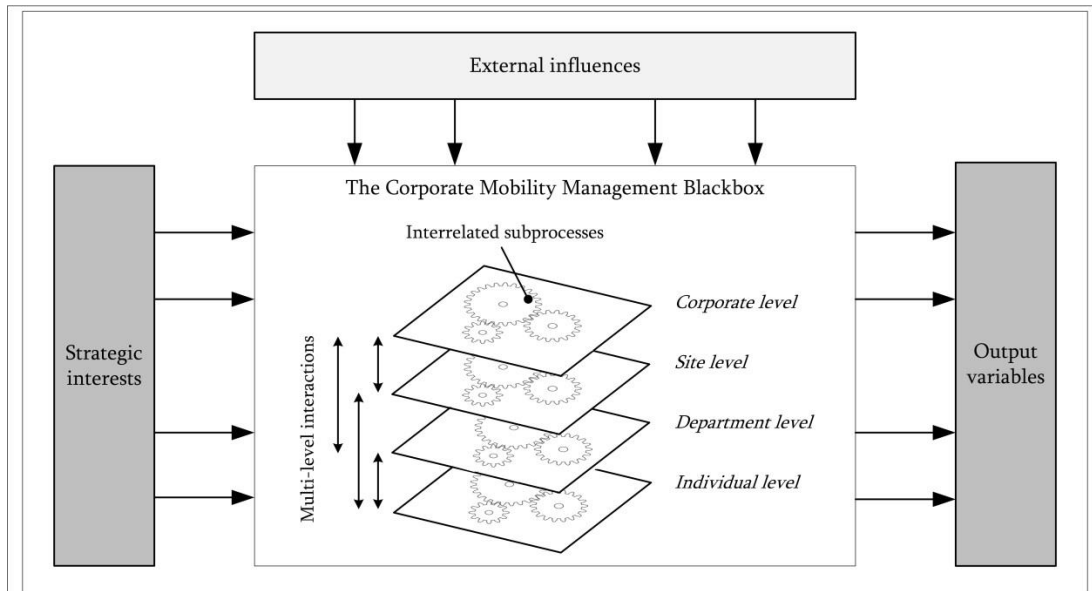 External influences
The Corporate Mobility Management Blackbox
Interrelated subprocesses
Strategic
interests
Multi-level interactions
Corporate level
Site level
Department level
Individual level
Output
variables